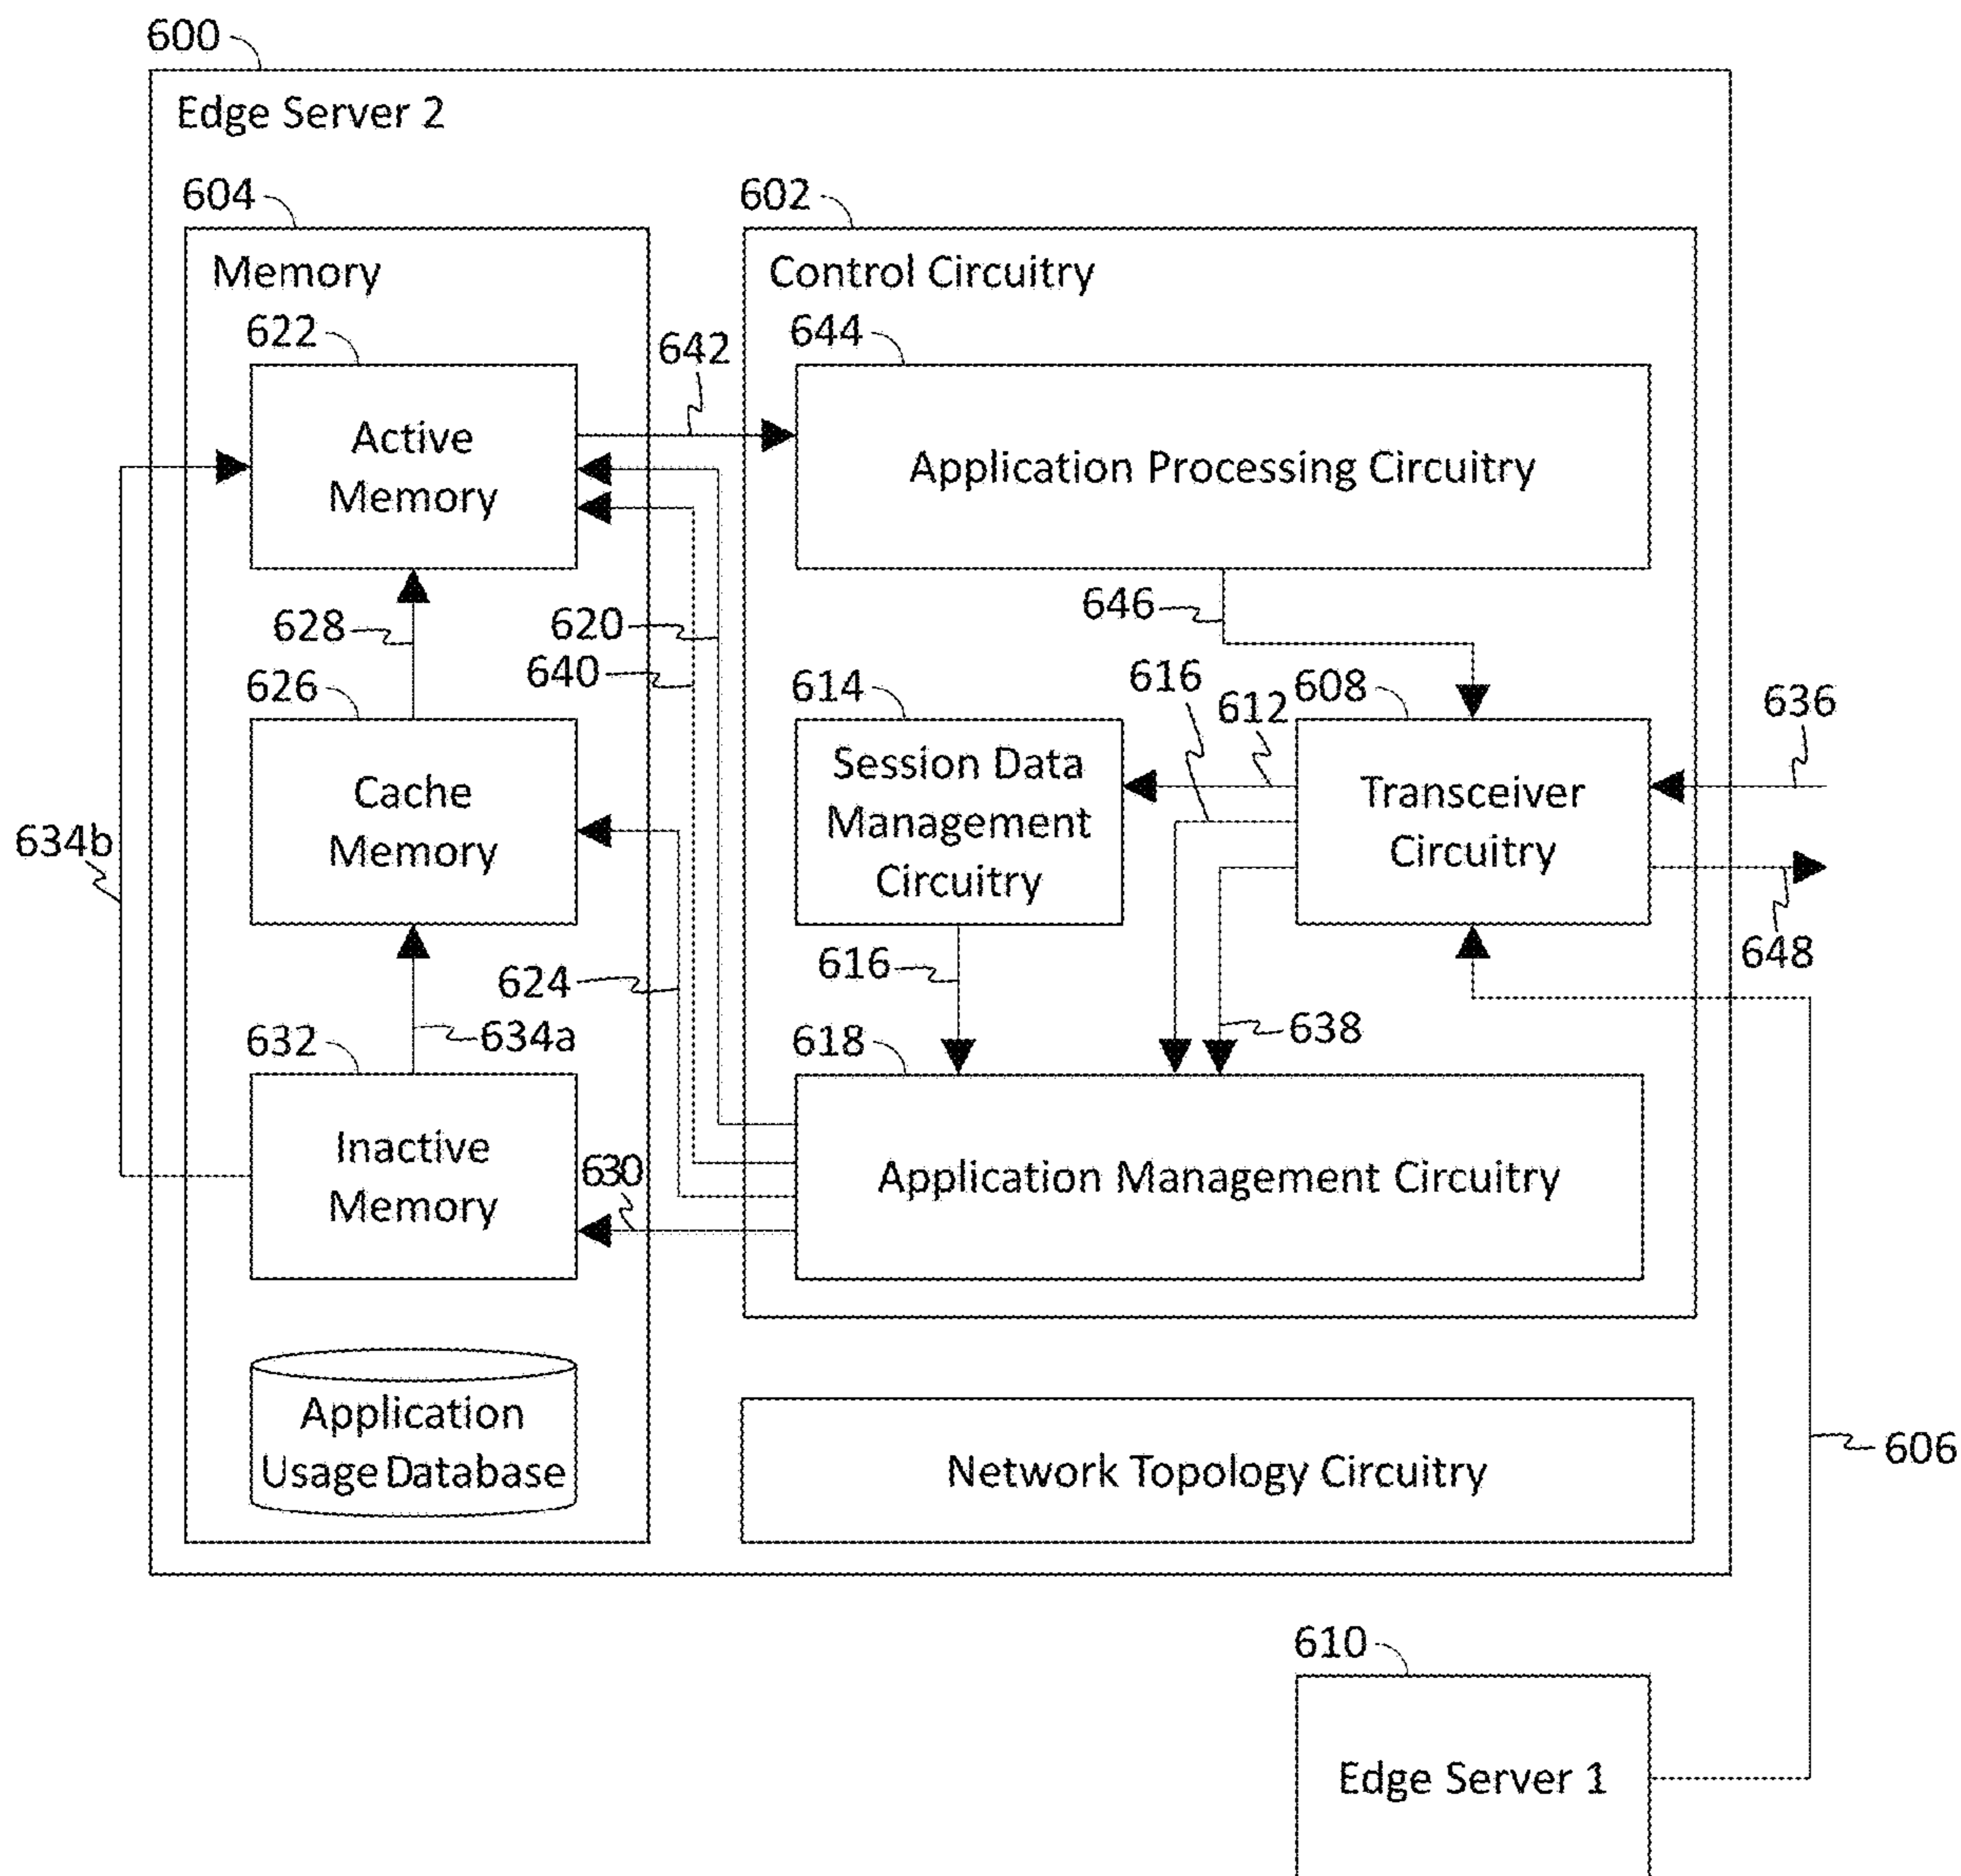 600
Edge Server 2
604
602
Memory
Control Circuitry
622
642
644
Active
Memory
Application Processing Circuitry
628
620
646
640
626
614
616
608
612
636
Cache
Memory
Session Data
Management
Circuitry
Transceiver
Circuitry
634b
624
616
648
634a
638
632
618
Inactive
Memory
630
Application Management Circuitry
Application
Usage Database
Network Topology Circuitry
606
610
Edge Server 1